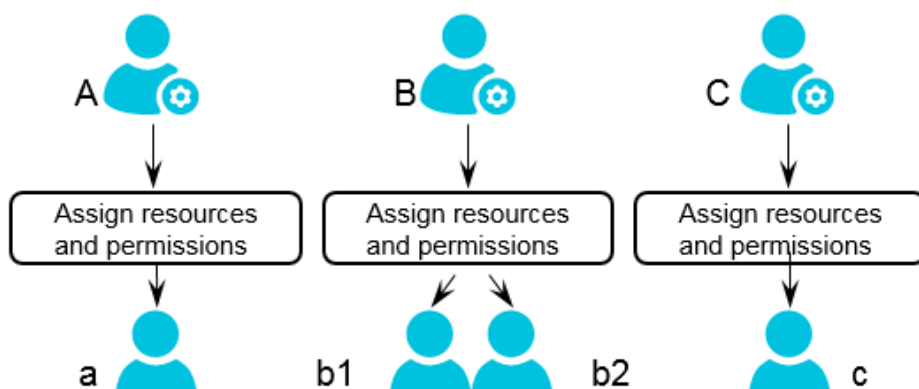 A
B
C
Assign resources
and permissions
Assign resources
and permissions
Assign resources
and permissions
a
b1
b2
c